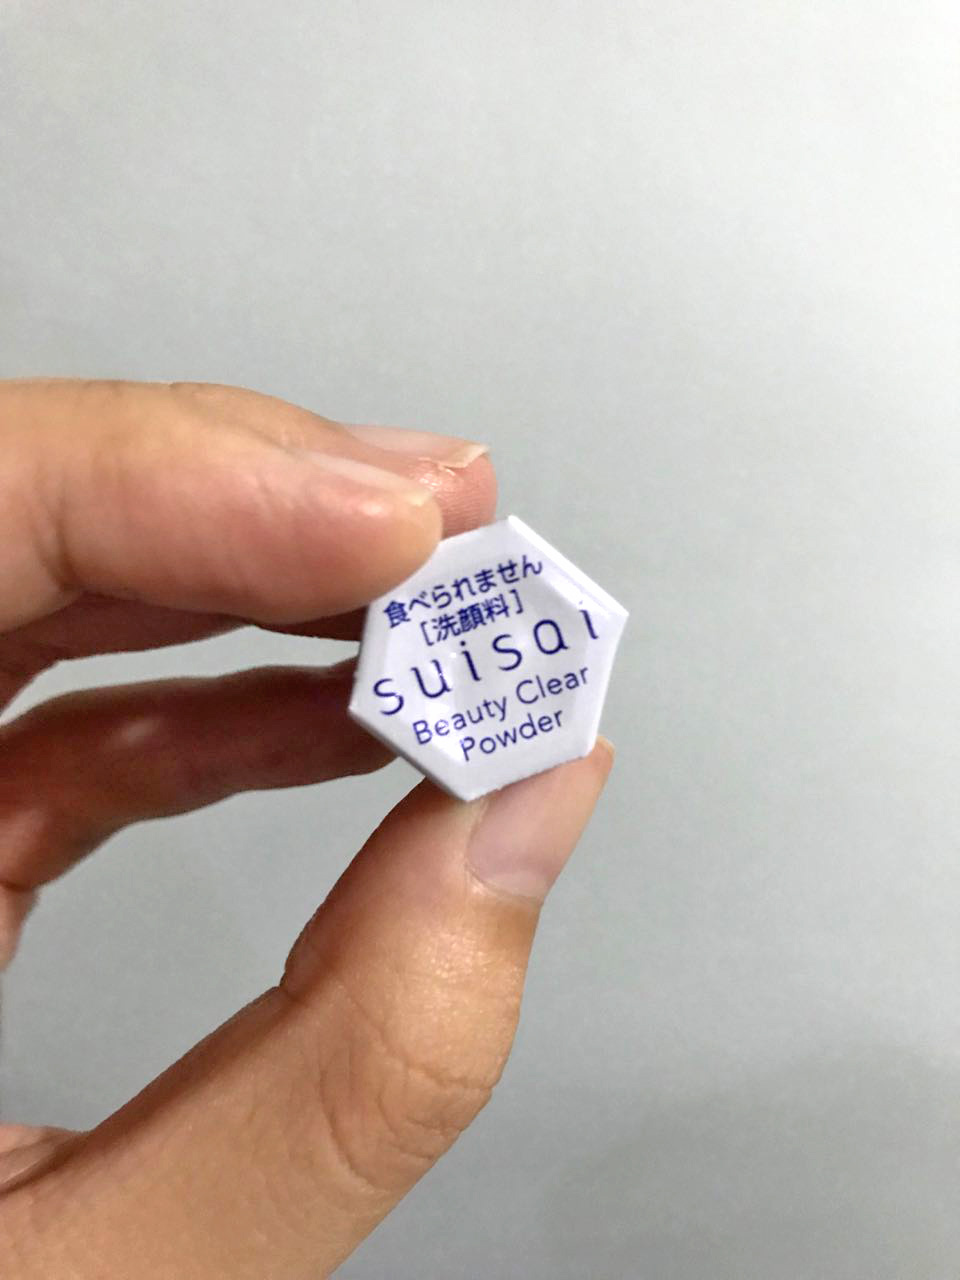 食べられません
[洗顔料]
suisai
Beauty Clear
Powder